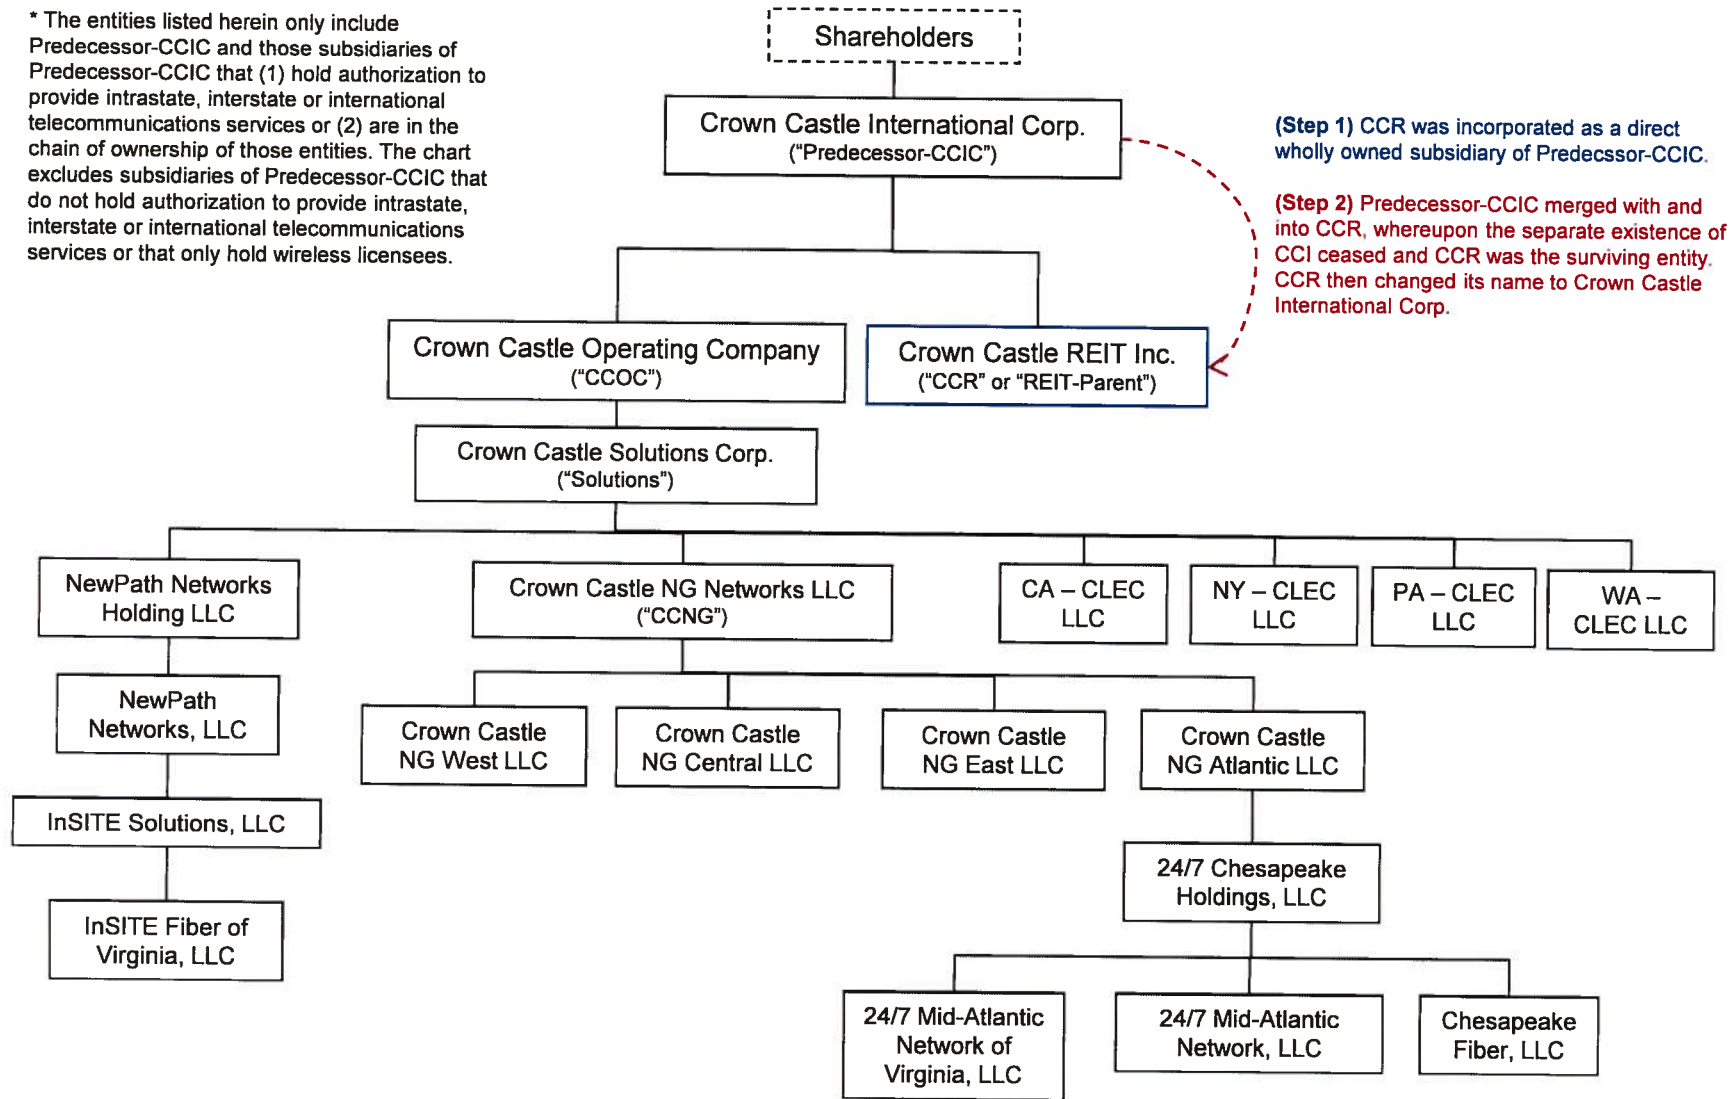 * The entities listed herein only include
Predecessor-CCIC and those subsidiaries of
Predecessor-CCIC that (1) hold authorization to
provide intrastate, interstate or international
telecommunications services or (2) are in the
chain of ownership of those entities. The chart
excludes subsidiaries of Predecessor-CCIC that
do not hold authorization to provide intrastate,
interstate or international telecommunications
services or that only hold wireless licensees.
Shareholders
Crown Castle International Corp.
("Predecessor-CCIC")
(Step 1) CCR was incorporated as a direct
wholly owned subsidiary of Predecssor-CCIC.
(Step 2) Predecessor-CCIC merged with and
into CCR, whereupon the separate existence of
CCI ceased and CCR was the surviving entity.
CCR then changed its name to Crown Castle
International Corp.
Crown Castle Operating Company
("CCOC")
Crown Castle REIT Inc.
("CCR" or "REIT-Parent")
Crown Castle Solutions Corp.
("Solutions")
NewPath Networks
Holding LLC
Crown Castle NG Networks LLC
("CCNG")
CA – CLEC
LLC
NY – CLEC
LLC
PA – CLEC
LLC
WA –
CLEC LLC
NewPath
Networks, LLC
Crown Castle
NG West LLC
Crown Castle
NG Central LLC
Crown Castle
NG East LLC
Crown Castle
NG Atlantic LLC
InSITE Solutions, LLC
24/7 Chesapeake
Holdings, LLC
InSITE Fiber of
Virginia, LLC
24/7 Mid-Atlantic
Network of
Virginia, LLC
24/7 Mid-Atlantic
Network, LLC
Chesapeake
Fiber, LLC